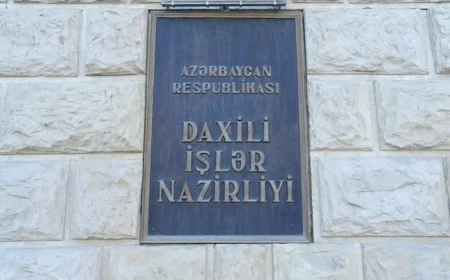 AZƏRBAYCAN
RESPUBLİKASI
DAXİLİ
İŞLƏR
NAZİRLİYİ